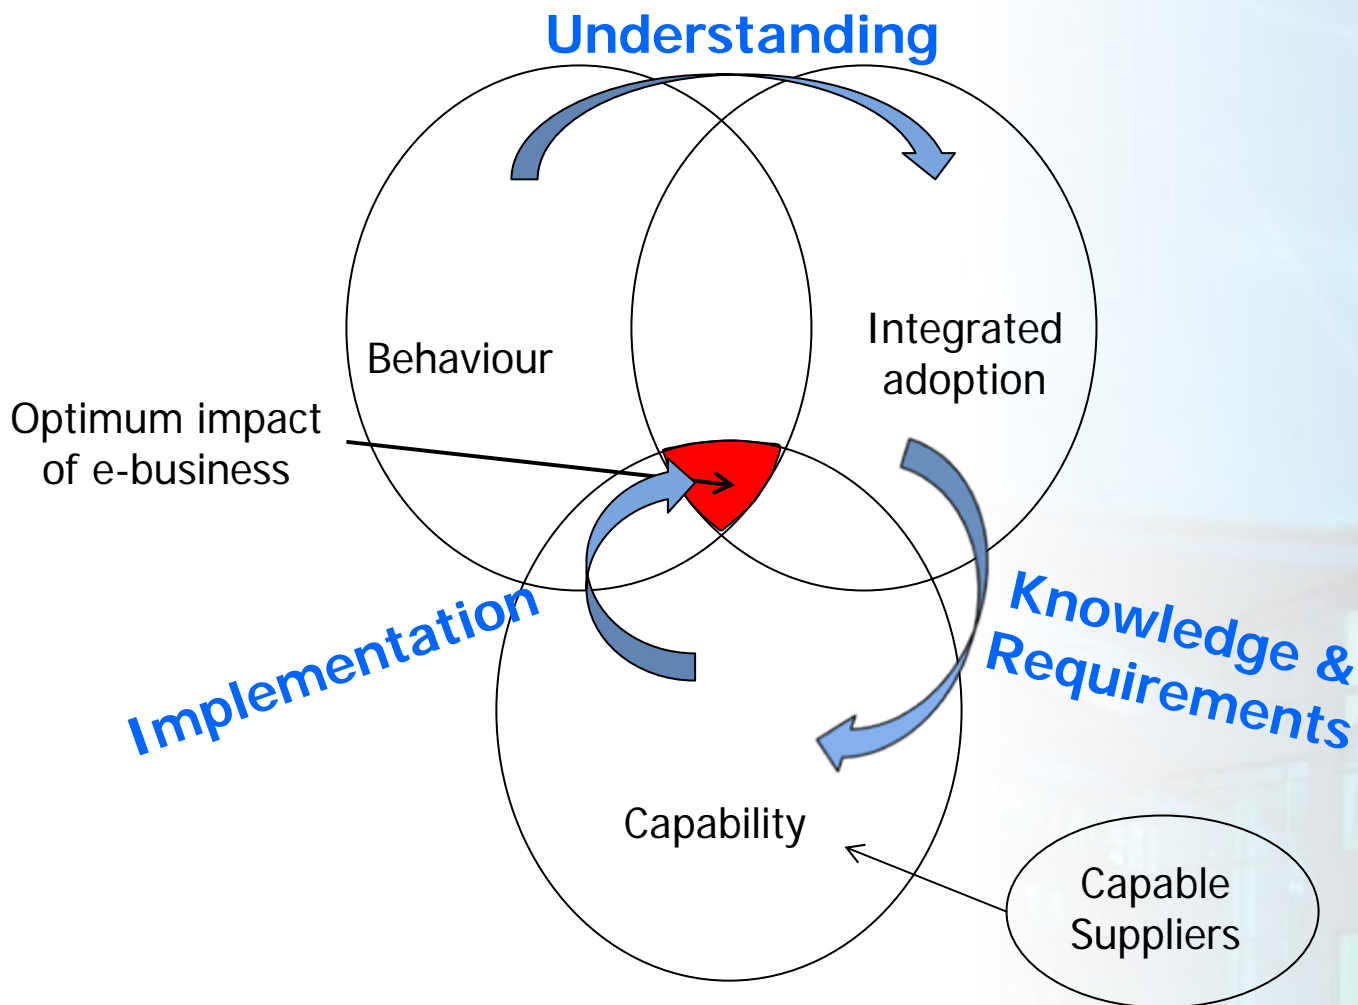 Understanding
Behaviour
Integrated
adoption
Optimum impact
of e-business
Implementation
Knowledge &
Requirements
Capability
Capable
Suppliers